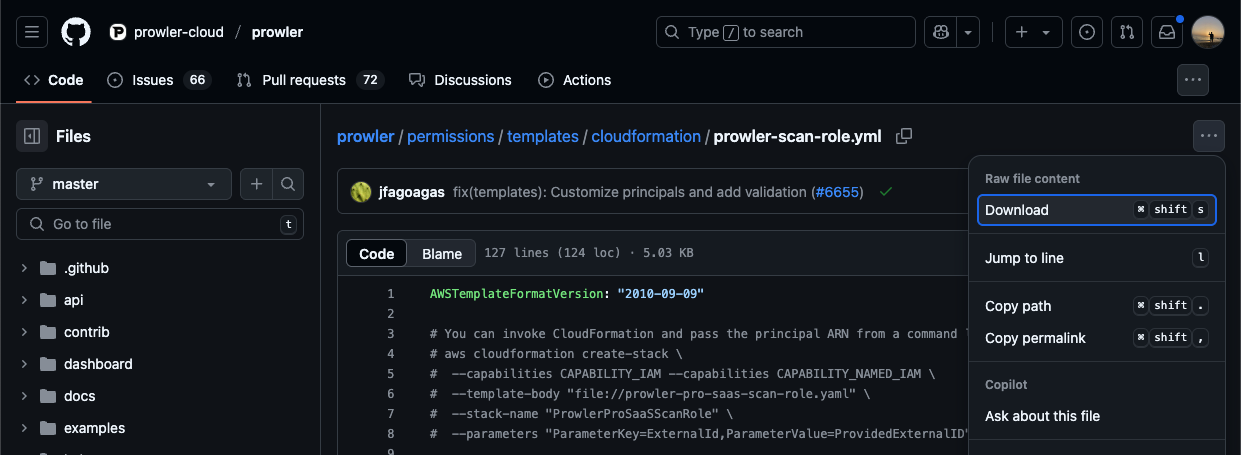 prowler-cloud / prowler
Type / to search
Code
Issues 66
Pull requests 72
Discussions
Actions
Files
master
Go to file
t
.github
api
contrib
dashboard
docs
examples
prowler / permissions / templates / cloudformation / prowler-scan-role.yml
jfagoagas fix(templates): Customize principals and add validation (#6655)
Code Blame 127 lines (124 loc) · 5.03 KB
1 AWSTemplateFormatVersion: "2010-09-09"
2
3 # You can invoke CloudFormation and pass the principal ARN from a command
4 # aws cloudformation create-stack \
5 #  --capabilities CAPABILITY_IAM --capabilities CAPABILITY_NAMED_IAM \
6 #  --template-body "file://prowler-pro-saas-scan-role.yaml" \
7 #  --stack-name "ProwlerProSaaSScanRole" \
8 #  --parameters "ParameterKey=ExternalId,ParameterValue=ProvidedExternalID"
9
Raw file content
Download ⌘ shift s
Jump to line l
Copy path ⌘ shift .
Copy permalink ⌘ shift ,
Copilot
Ask about this file